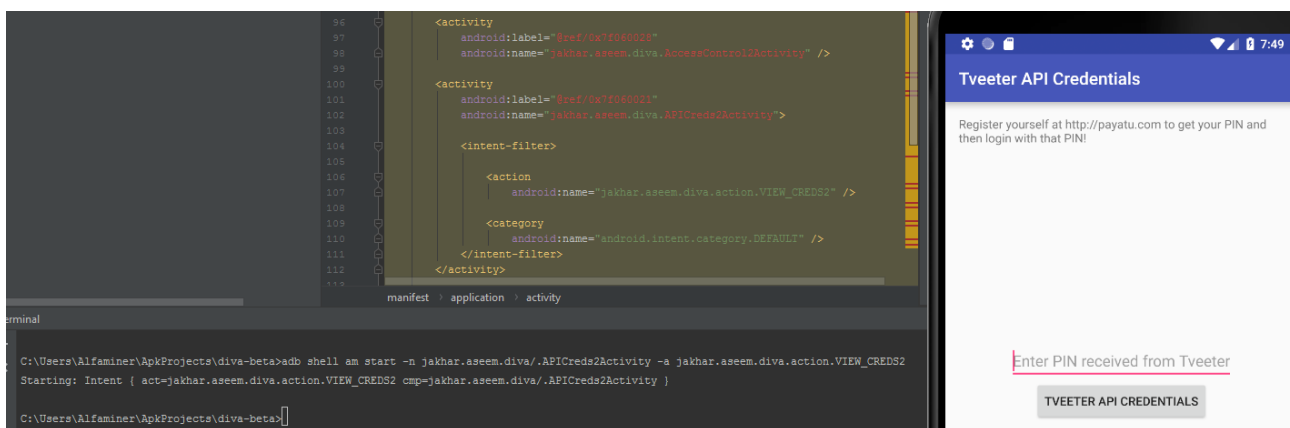 96 <activity
97 android:label="@ref/0x7f060028"
98 android:name="jakhar.aseem.diva.AccessControl2Activity" />
99
100 <activity
101 android:label="@ref/0x7f060021"
102 android:name="jakhar.aseem.diva.APICreds2Activity">
103
104 <intent-filter>
105
106 <action
107 android:name="jakhar.aseem.diva.action.VIEW_CREDS2" />
108
109 <category
110 android:name="android.intent.category.DEFAULT" />
111 </intent-filter>
112 </activity>
manifest › application › activity
erminal
C:\Users\Alfaminer\ApkProjects\diva-beta>adb shell am start -n jakhar.aseem.diva/.APICreds2Activity -a jakhar.aseem.diva.action.VIEW_CREDS2
Starting: Intent { act=jakhar.aseem.diva.action.VIEW_CREDS2 cmp=jakhar.aseem.diva/.APICreds2Activity }
C:\Users\Alfaminer\ApkProjects\diva-beta>
7:49
Tveeter API Credentials
Register yourself at http://payatu.com to get your PIN and
then login with that PIN!
Enter PIN received from Tveeter
TVEETER API CREDENTIALS